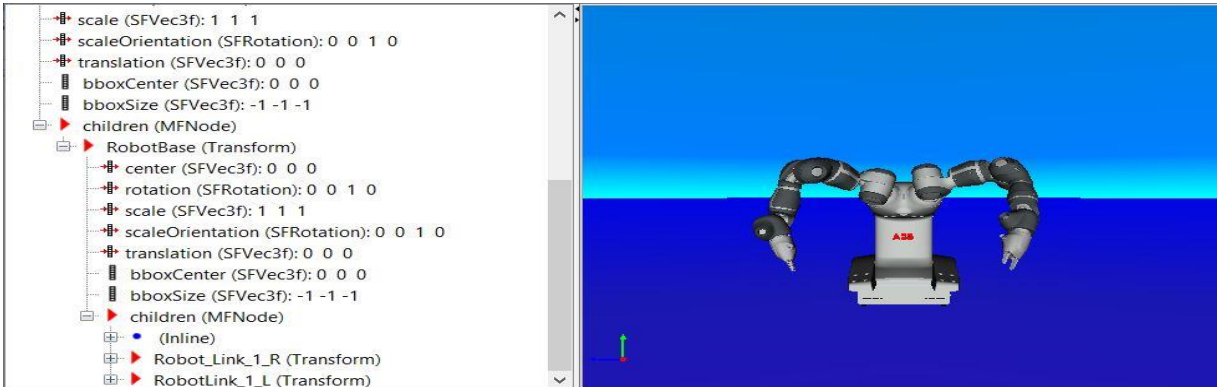 scale (SFVec3f): 1 1 1
scaleOrientation (SFRotation): 0 0 1 0
translation (SFVec3f): 0 0 0
bboxCenter (SFVec3f): 0 0 0
bboxSize (SFVec3f): -1 -1 -1
children (MFNode)
RobotBase (Transform)
center (SFVec3f): 0 0 0
rotation (SFRotation): 0 0 1 0
scale (SFVec3f): 1 1 1
scaleOrientation (SFRotation): 0 0 1 0
translation (SFVec3f): 0 0 0
bboxCenter (SFVec3f): 0 0 0
bboxSize (SFVec3f): -1 -1 -1
children (MFNode)
(Inline)
Robot_Link_1_R (Transform)
RobotLink_1_L (Transform)
ABB